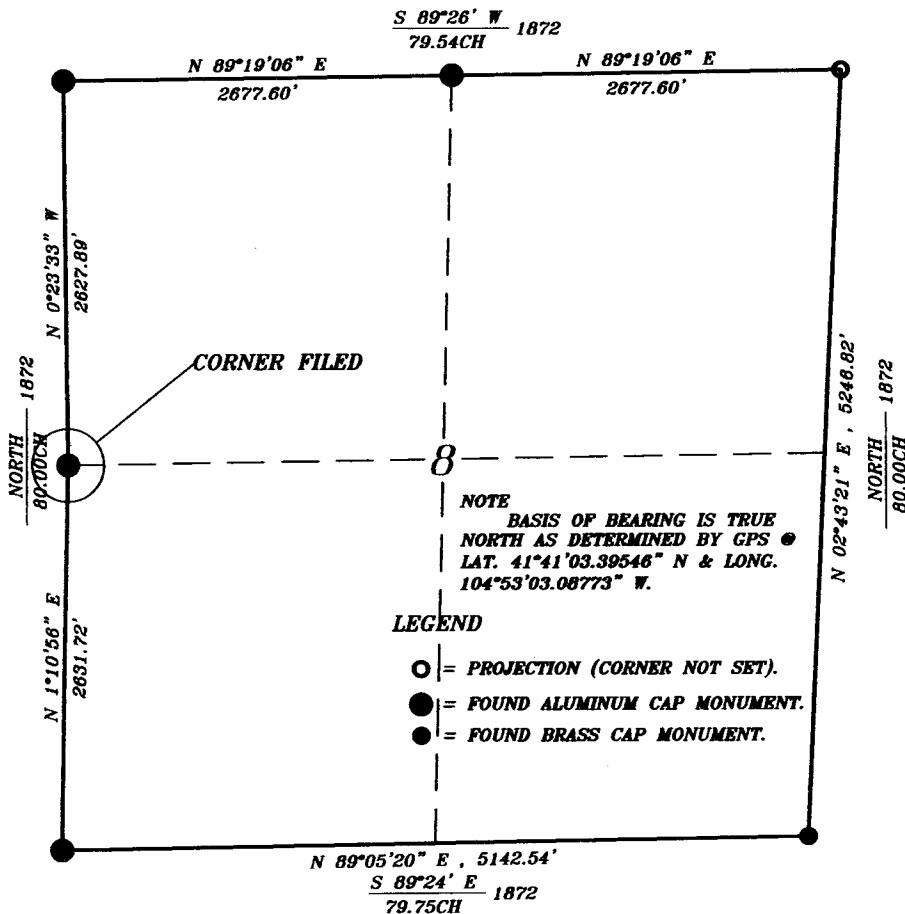 S 89°26' W
79.54CH
1872
N 89°19'06" E
2677.60'
N 89°19'06" E
2677.60'
N 0°23'33" W
2627.89'
CORNER FILED
NORTH
80.00CH
1872
8
NOTE
BASIS OF BEARING IS TRUE
NORTH AS DETERMINED BY GPS @
LAT. 41°41'03.39546" N & LONG.
104°53'03.08773" W.
N 02°43'21" E , 5246.82'
NORTH
80.00CH
1872
N 1°10'56" E
2631.72'
LEGEND
= PROJECTION (CORNER NOT SET).
= FOUND ALUMINUM CAP MONUMENT.
= FOUND BRASS CAP MONUMENT.
N 89°05'20" E , 5142.54'
S 89°24' E
79.75CH
1872